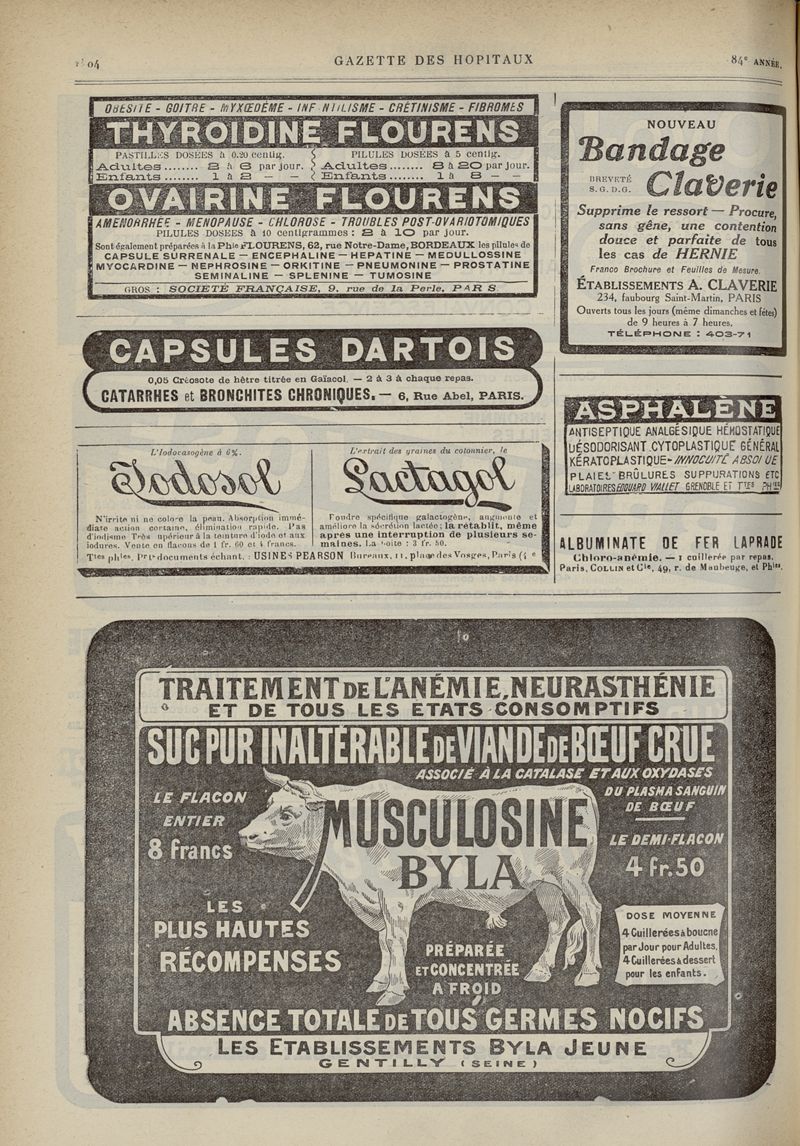 GAZETTE DES HOPITAUX
84e ANNÉE.
OBÉSITÉ - GOITRE - MYXŒDÈME - INFANTILISME - CRÉTINISME - FIBROMES
THYROIDINE FLOURENS
PASTILLES DOSÉES à 0.20 centig.
Adultes........ 2 à 6 par jour.
Enfants........ 1 à 2 — —
PILULES DOSÉES à 5 centig.
Adultes........ 8 à 20 par jour.
Enfants........ 1 à 8 — —
OVAIRINE FLOURENS
AMENORRHÉE - MENOPAUSE - CHLOROSE - TROUBLES POST-OVARIOTOMIQUES
PILULES DOSÉES à 10 centigrammes : 2 à 10 par jour.
Sont également préparées à la Phie FLOURENS, 62, rue Notre-Dame, BORDEAUX les pilules de
CAPSULE SURRENALE — ENCEPHALINE — HEPATINE — MEDULLOSSINE
MYOCARDINE — NEPHROSINE — ORKITINE — PNEUMONINE — PROSTATINE
SEMINALINE — SPLENINE — TUMOSINE
GROS : SOCIÉTÉ FRANÇAISE, 9, rue de la Perle, PARIS
NOUVEAU
Bandage
BREVETÉ
S. G. D. G.
Claverie
Supprime le ressort — Procure,
sans gêne, une contention
douce et parfaite de tous
les cas de HERNIE
Franco Brochure et Feuilles de Mesure.
ÉTABLISSEMENTS A. CLAVERIE
234, faubourg Saint-Martin, PARIS
Ouverts tous les jours (même dimanches et fêtes)
de 9 heures à 7 heures.
TÉLÉPHONE : 403-71
CAPSULES DARTOIS
0,05 Créosote de hêtre titrée en Gaïacol. — 2 à 3 à chaque repas.
CATARRHES et BRONCHITES CHRONIQUES. — 6, Rue Abel, PARIS.
ASPHALÈNE
ANTISEPTIQUE ANALGÉSIQUE HÉMOSTATIQUE
DÉSODORISANT CYTOPLASTIQUE GÉNÉRAL
KÉRATOPLASTIQUE - INNOCUITÉ ABSOLUE
PLAIES BRÛLURES SUPPURATIONS ETC
LABORATOIRES EDOUARD VIALLET GRENOBLE ET Ttes PHies
L'Iodocasogène à 6%.
Iodosol
N'irrite ni ne colore la peau. Absorption immé-
diate action certaine, élimination rapide. Pas
d'iodisme Très supérieur à la teinture d'iode et aux
iodures. Vente en flacons de 1 fr. 60 et 4 francs.
L'extrait des graines du cotonnier, le
Lactagol
Poudre spécifique galactogène, augmente et
améliore la sécrétion lactée; la rétablit, même
après une interruption de plusieurs se-
maines. La boîte : 3 fr. 50.
Ttes phies. Pr documents échant. : USINES PEARSON Bureaux, 11, place des Vosges, Paris (4e
ALBUMINATE DE FER LAPRADE
Chloro-anémie. — 1 cuillerée par repas.
Paris, COLLIN et Cie, 49, r. de Maubeuge, et Phies.
TRAITEMENT DE L'ANÉMIE, NEURASTHÉNIE
ET DE TOUS LES ETATS CONSOMPTIFS
SUC PUR INALTÉRABLE DE VIANDE DE BŒUF CRUE
ASSOCIÉ À LA CATALASE ET AUX OXYDASES
DU PLASMA SANGUIN
DE BŒUF
LE FLACON
ENTIER
8 francs
MUSCULOSINE
BYLA
LE DEMI-FLACON
4 Fr.50
LES
PLUS HAUTES
RÉCOMPENSES
PRÉPARÉE
ET CONCENTRÉE
A FROID
DOSE MOYENNE
4 Cuillerées à bouche
par Jour pour Adultes,
4 Cuillerées à dessert
pour les enfants.
ABSENCE TOTALE DE TOUS GERMES NOCIFS
LES ETABLISSEMENTS BYLA JEUNE
GENTILLY (SEINE)